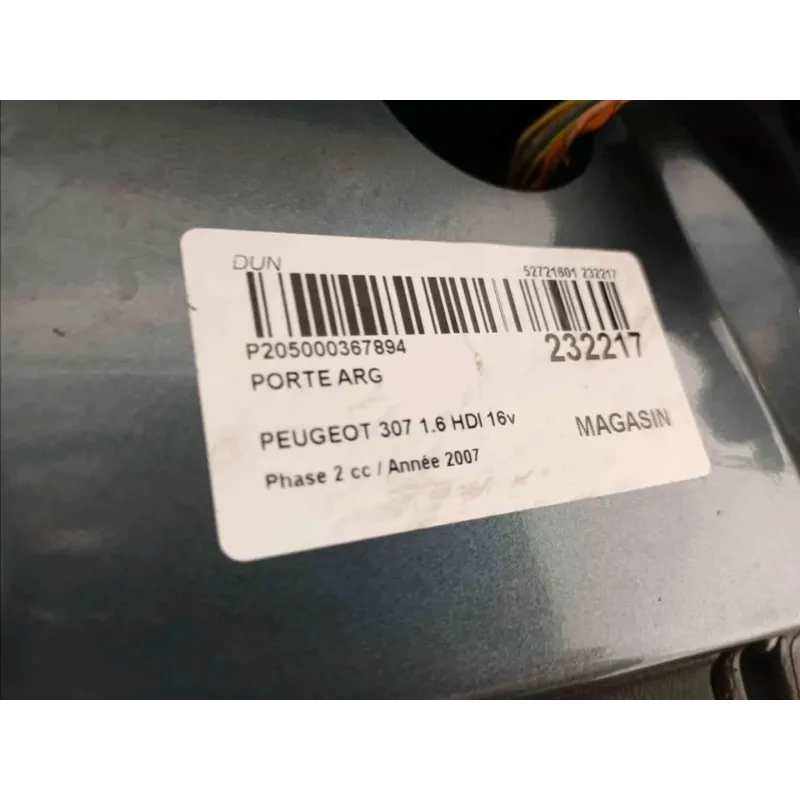 DUN
52721601 232217
P205000367894
232217
PORTE ARG
PEUGEOT 307 1.6 HDI 16v
MAGASIN
Phase 2 cc / Année 2007